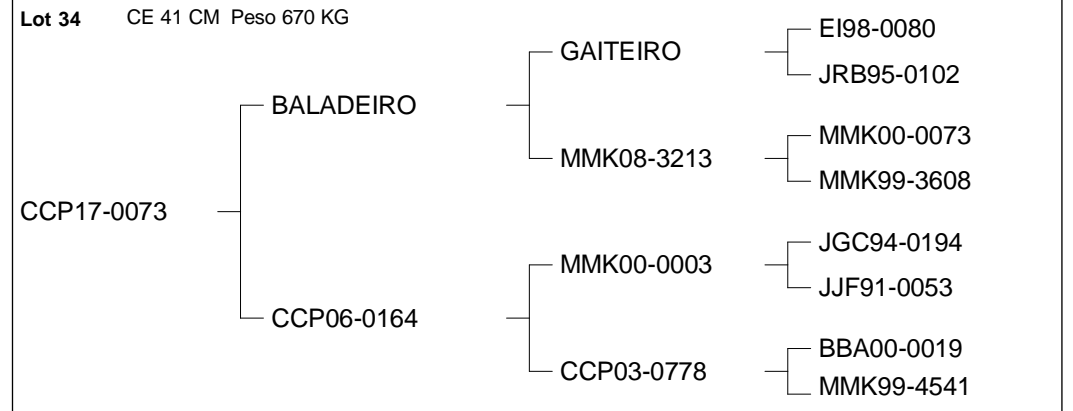 Lot 34 CE 41 CM Peso 670 KG
EI98-0080
GAITEIRO
JRB95-0102
BALADEIRO
MMK00-0073
MMK08-3213
MMK99-3608
CCP17-0073
JGC94-0194
MMK00-0003
JJF91-0053
CCP06-0164
BBA00-0019
CCP03-0778
MMK99-4541